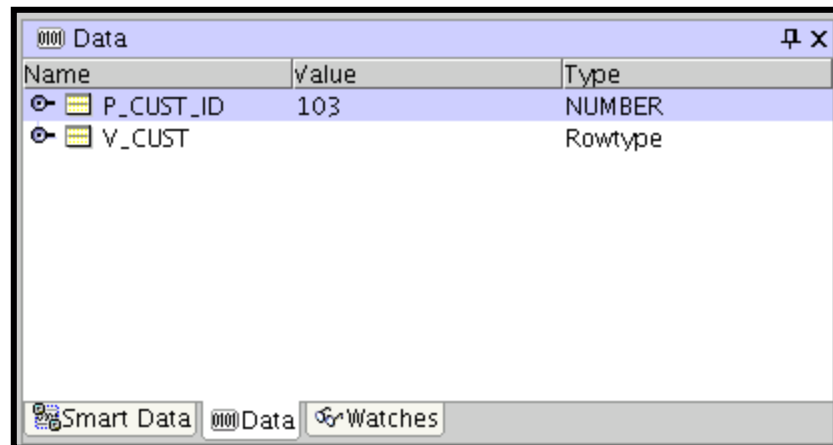 Data
Name Value Type
P_CUST_ID 103 NUMBER
V_CUST Rowtype
Smart Data Data Watches